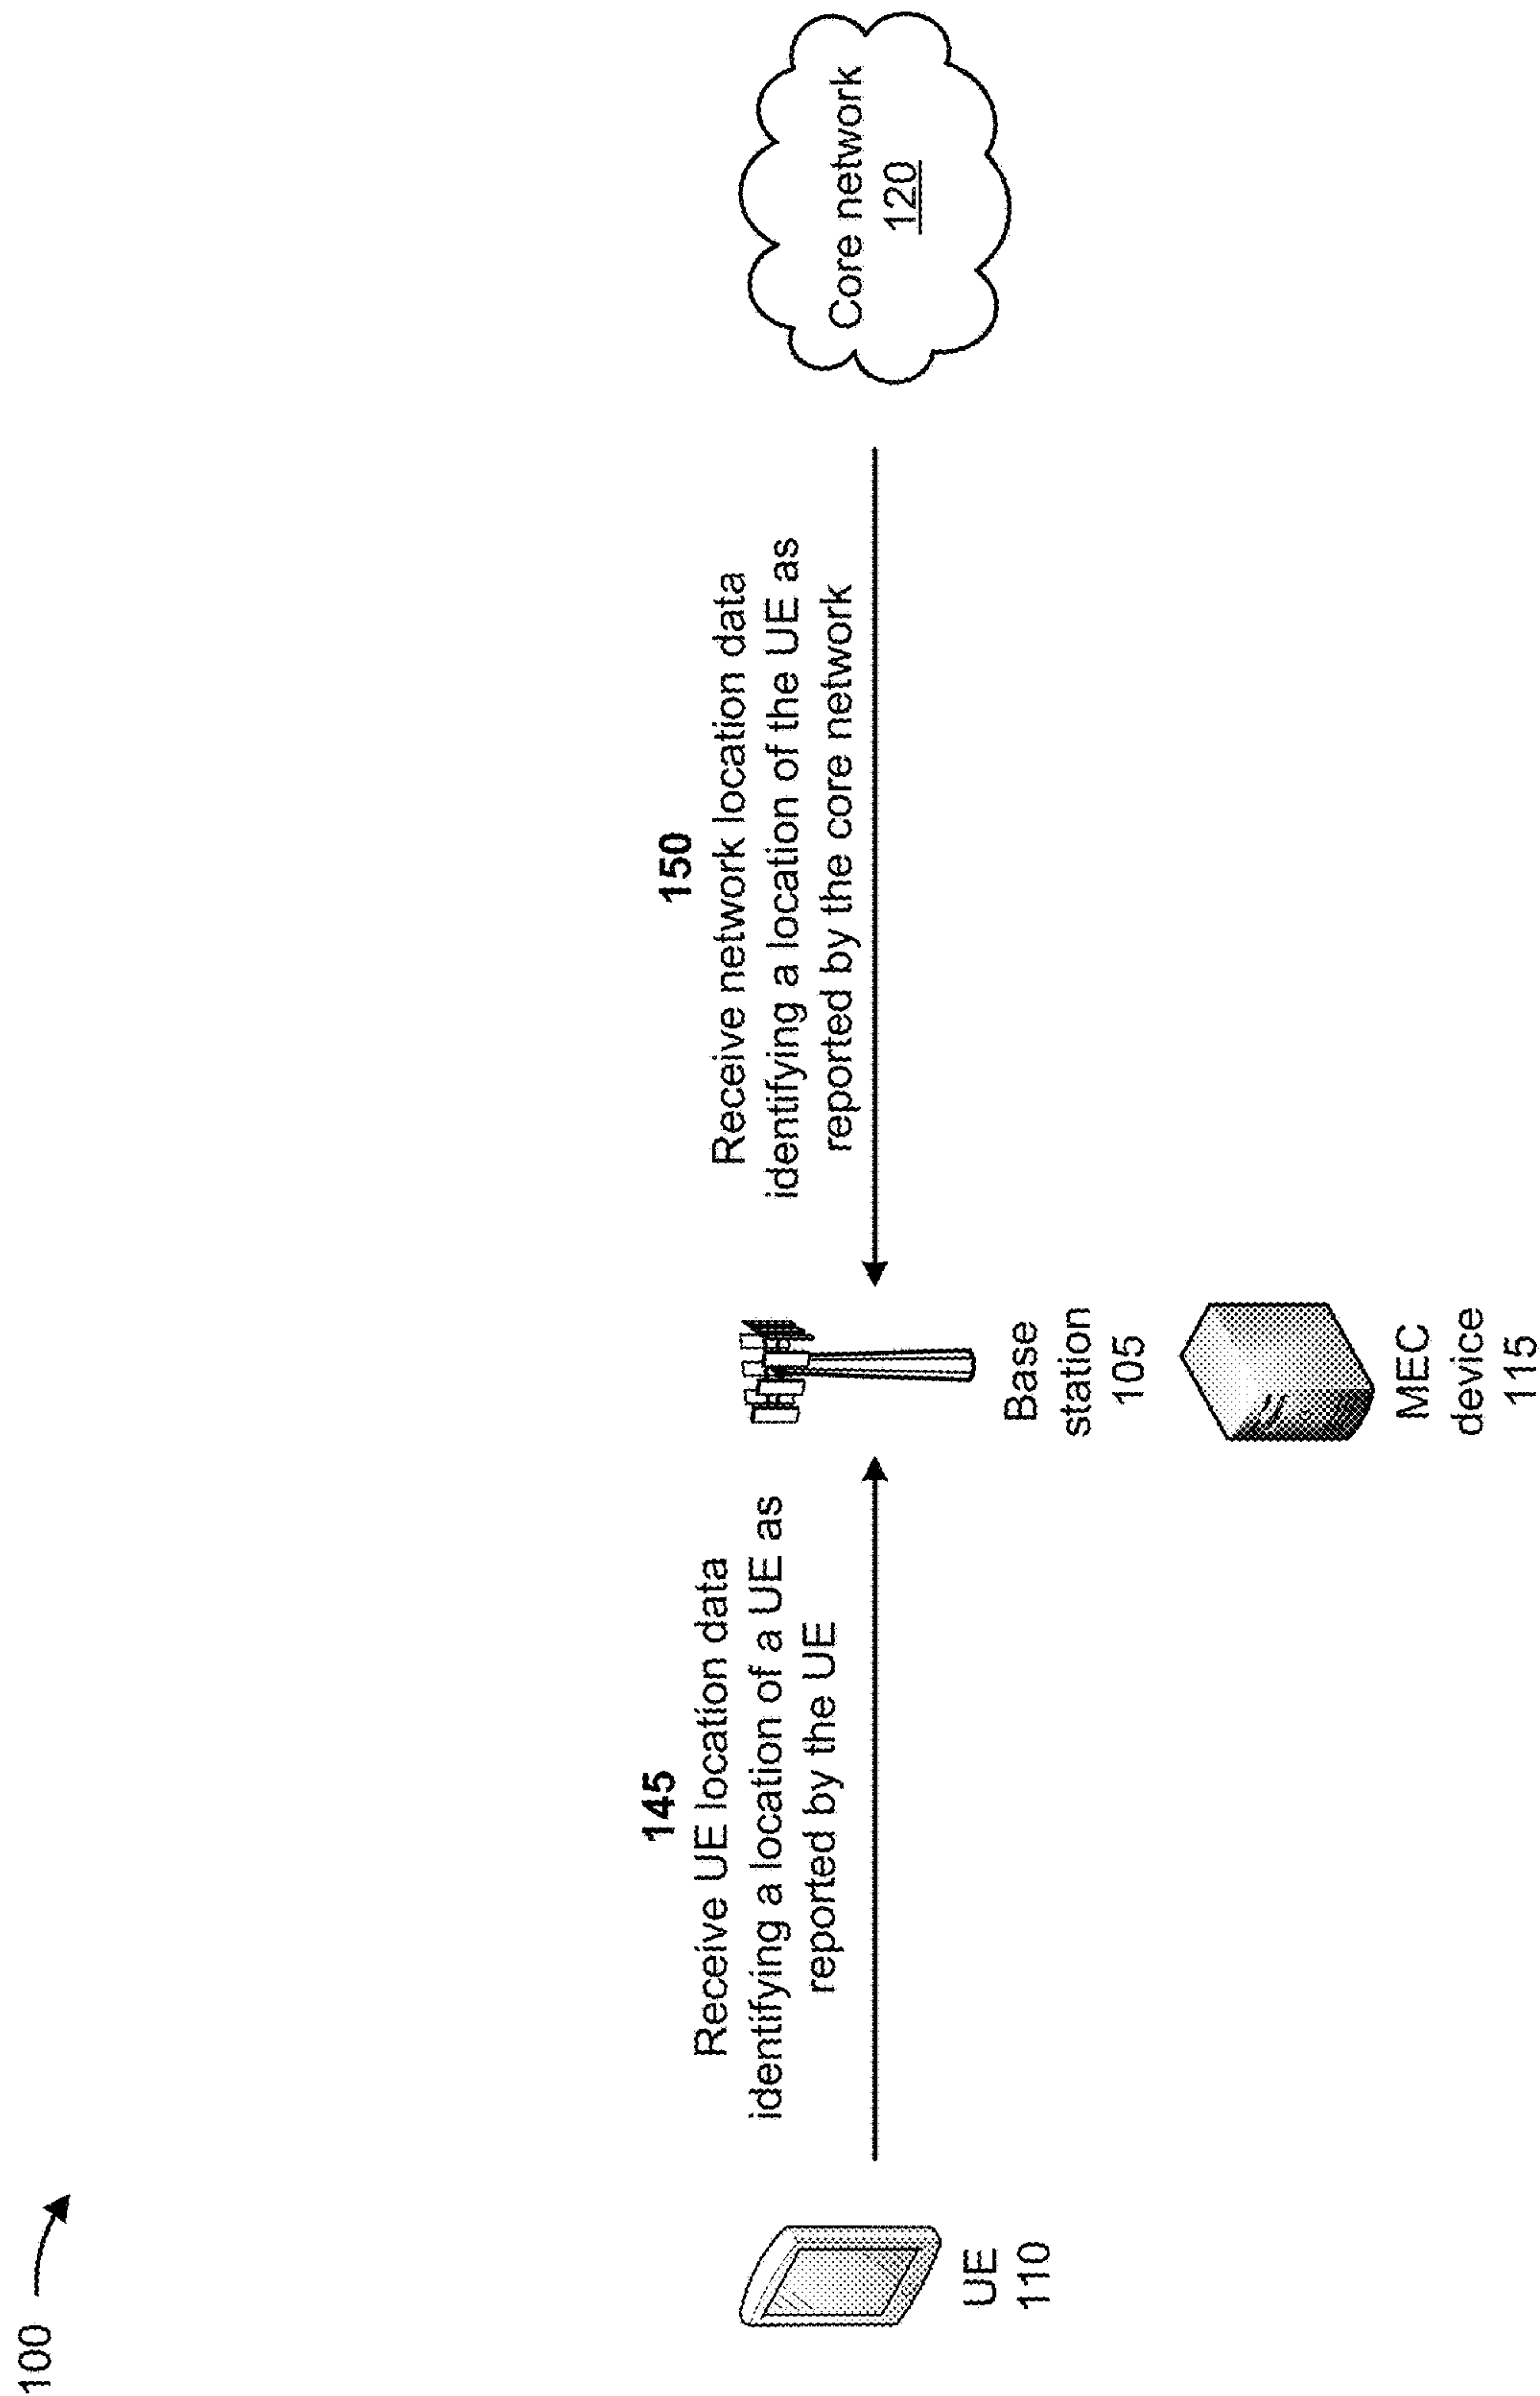 100
145
Receive UE location data
identifying a location of a UE as
reported by the UE
150
Receive network location data
identifying a location of the UE as
reported by the core network
Core network
120
UE
110
Base
station
105
MEC
device
115